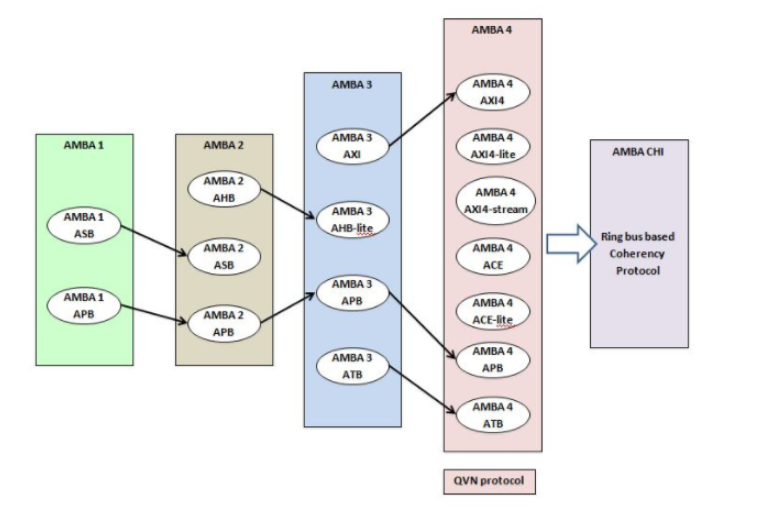 AMBA 1
AMBA 1
ASB
AMBA 1
APB
AMBA 2
AMBA 2
AHB
AMBA 2
ASB
AMBA 2
APB
AMBA 3
AMBA 3
AXI
AMBA 3
AHB-lite
AMBA 3
APB
AMBA 3
ATB
AMBA 4
AMBA 4
AXI4
AMBA 4
AXI4-lite
AMBA 4
AXI4-stream
AMBA 4
ACE
AMBA 4
ACE-lite
AMBA 4
APB
AMBA 4
ATB
QVN protocol
AMBA CHI
Ring bus based
Coherency
Protocol